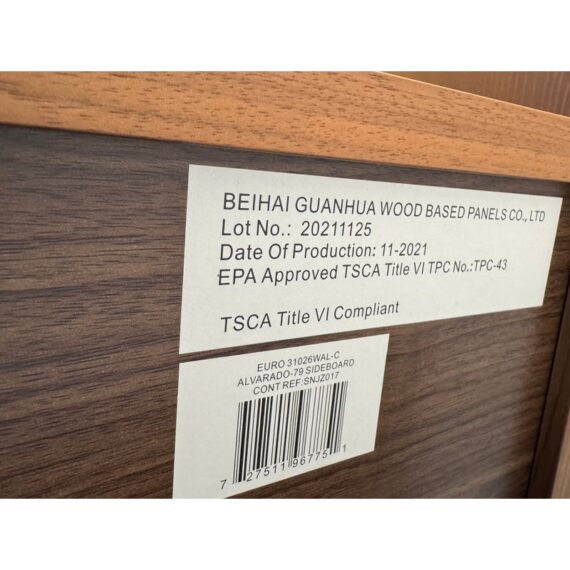 BEIHAI GUANHUA WOOD BASED PANELS CO., LTD
Lot No.: 20211125
Date Of Production: 11-2021
EPA Approved TSCA Title VI TPC No.:TPC-43
TSCA Title VI Compliant
EURO 31026WAL-C
ALVARADO-79 SIDEBOARD
CONT REF:SNJZ017
7 27511 96775 1